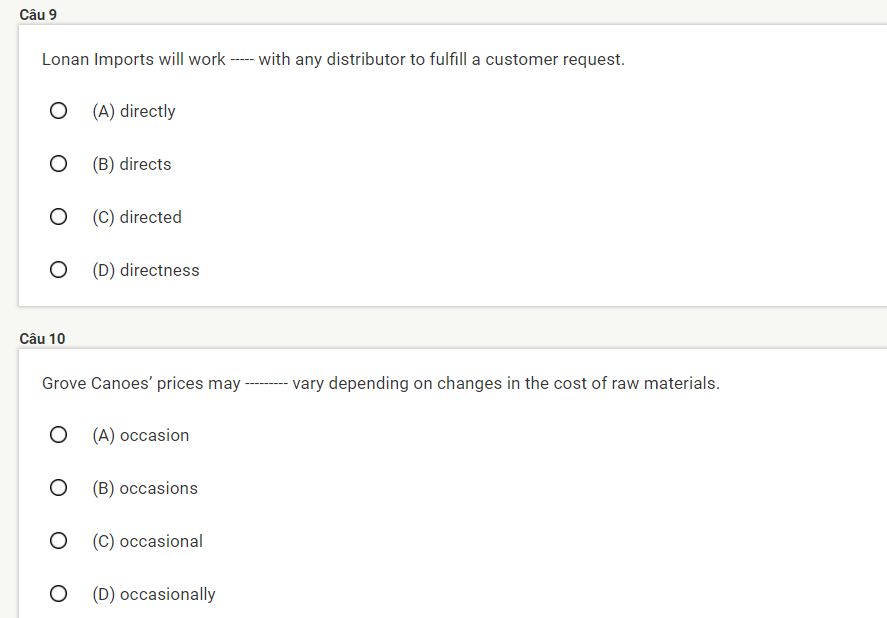 Câu 9
Lonan Imports will work ----- with any distributor to fulfill a customer request.
(A) directly
(B) directs
(C) directed
(D) directness
Câu 10
Grove Canoes’ prices may --------- vary depending on changes in the cost of raw materials.
(A) occasion
(B) occasions
(C) occasional
(D) occasionally